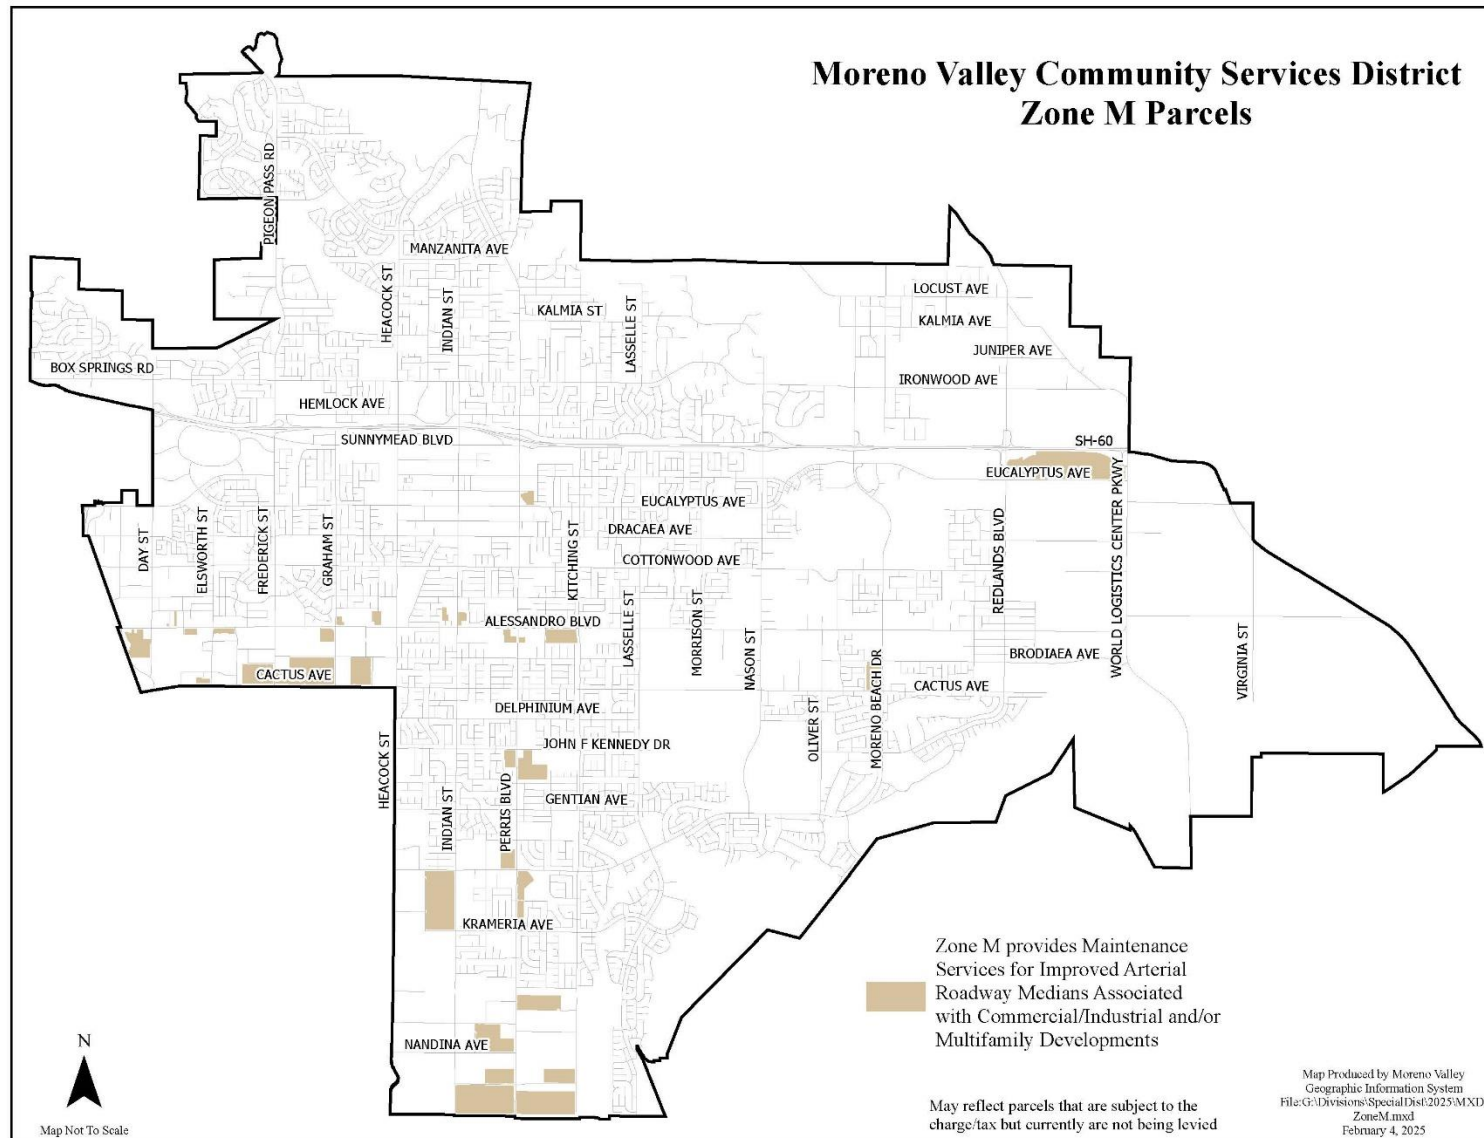 Moreno Valley Community Services District
Zone M Parcels
PIGEON PASS RD
MANZANITA AVE
HEACOCK ST
INDIAN ST
KALMIA ST
LASSELLE ST
LOCUST AVE
KALMIA AVE
JUNIPER AVE
IRONWOOD AVE
BOX SPRINGS RD
HEMLOCK AVE
SUNNYMEAD BLVD
SH-60
EUCALYPTUS AVE
EUCALYPTUS AVE
DRACAEA AVE
COTTONWOOD AVE
DAY ST
ELSWORTH ST
FREDERICK ST
GRAHAM ST
KITCHING ST
REDLANDS BLVD
WORLD LOGISTICS CENTER PKWY
ALESSANDRO BLVD
LASSELLE ST
MORRISON ST
NASON ST
BRODIAEA AVE
VIRGINIA ST
CACTUS AVE
MORENO BEACH DR
CACTUS AVE
DELPHINIUM AVE
OLIVER ST
JOHN F KENNEDY DR
HEACOCK ST
INDIAN ST
PERRIS BLVD
GENTIAN AVE
KRAMERIA AVE
NANDINA AVE
Zone M provides Maintenance
Services for Improved Arterial
Roadway Medians Associated
with Commercial/Industrial and/or
Multifamily Developments
N
Map Not To Scale
May reflect parcels that are subject to the
charge/tax but currently are not being levied
Map Produced by Moreno Valley
Geographic Information System
File:G:\Divisions\SpecialDist\2025\MXD
ZoneM.mxd
February 4, 2025